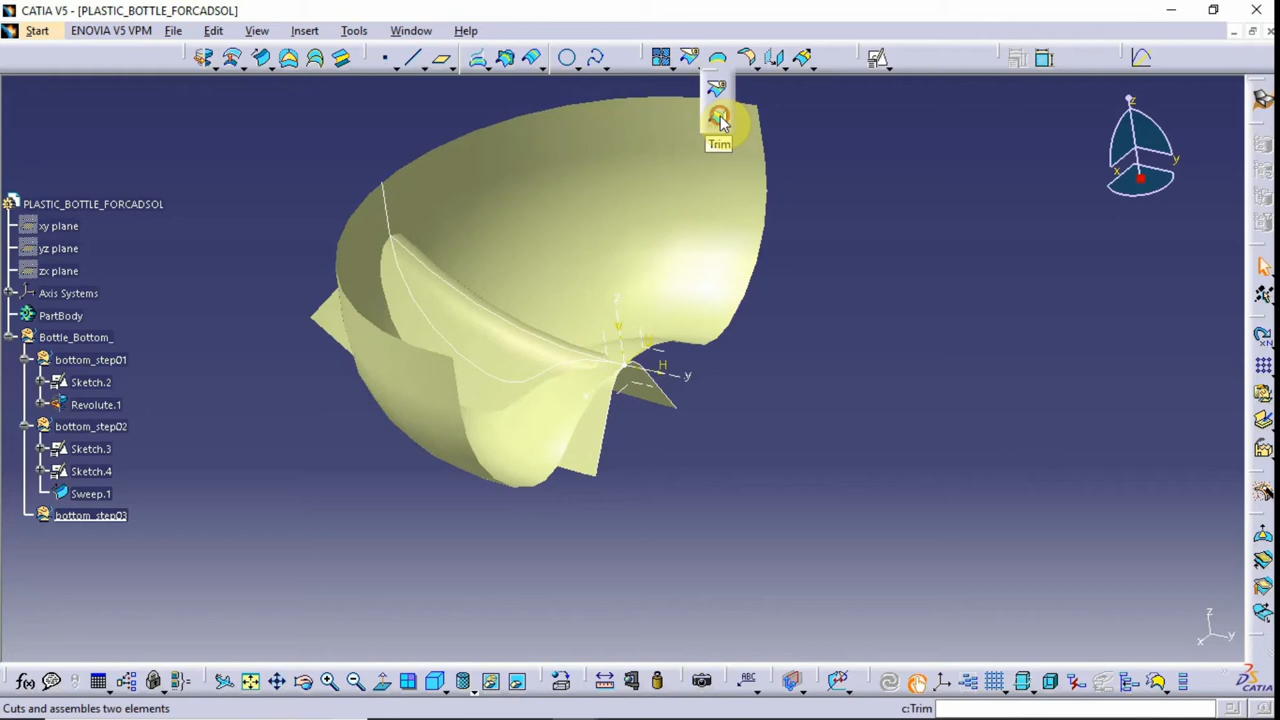 CATIA V5 - [PLASTIC_BOTTLE_FORCADSOL]
Start ENOVIA V5 VPM File Edit View Insert Tools Window Help
Trim
z
y
x
PLASTIC_BOTTLE_FORCADSOL
xy plane
yz plane
zx plane
Axis Systems
PartBody
Bottle_Bottom_
bottom_step01
Sketch.2
Revolute.1
bottom_step02
Sketch.3
Sketch.4
Sweep.1
bottom_step03
z
V
H
y
z
y
x
f(x)
ABC
CATIA
Cuts and assembles two elements
c:Trim